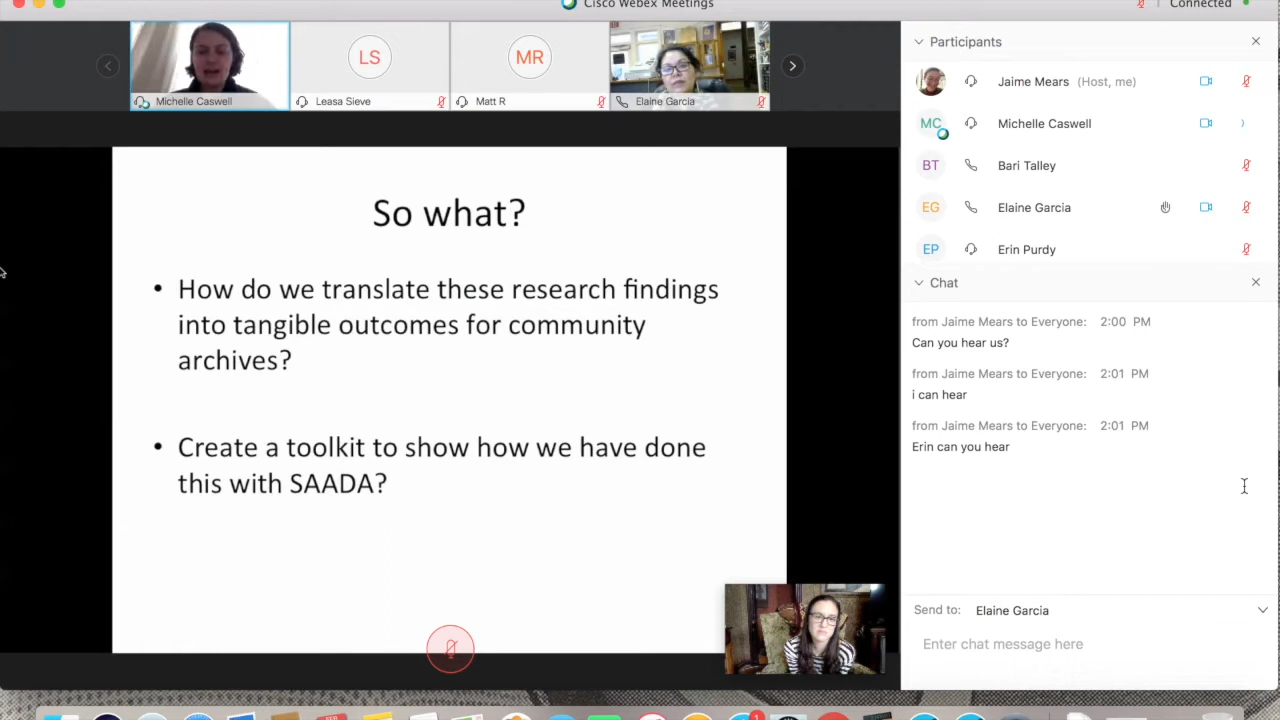 Cisco Webex Meetings
Connected
LS
MR
Michelle Caswell
Leasa Sieve
Matt R
Elaine Garcia
So what?
• How do we translate these research findings
into tangible outcomes for community
archives?
• Create a toolkit to show how we have done
this with SAADA?
Participants
Jaime Mears (Host, me)
MC Michelle Caswell
BT Bari Talley
EG Elaine Garcia
EP Erin Purdy
Chat
from Jaime Mears to Everyone: 2:00 PM
Can you hear us?
from Jaime Mears to Everyone: 2:01 PM
i can hear
from Jaime Mears to Everyone: 2:01 PM
Erin can you hear
Send to: Elaine Garcia
Enter chat message here